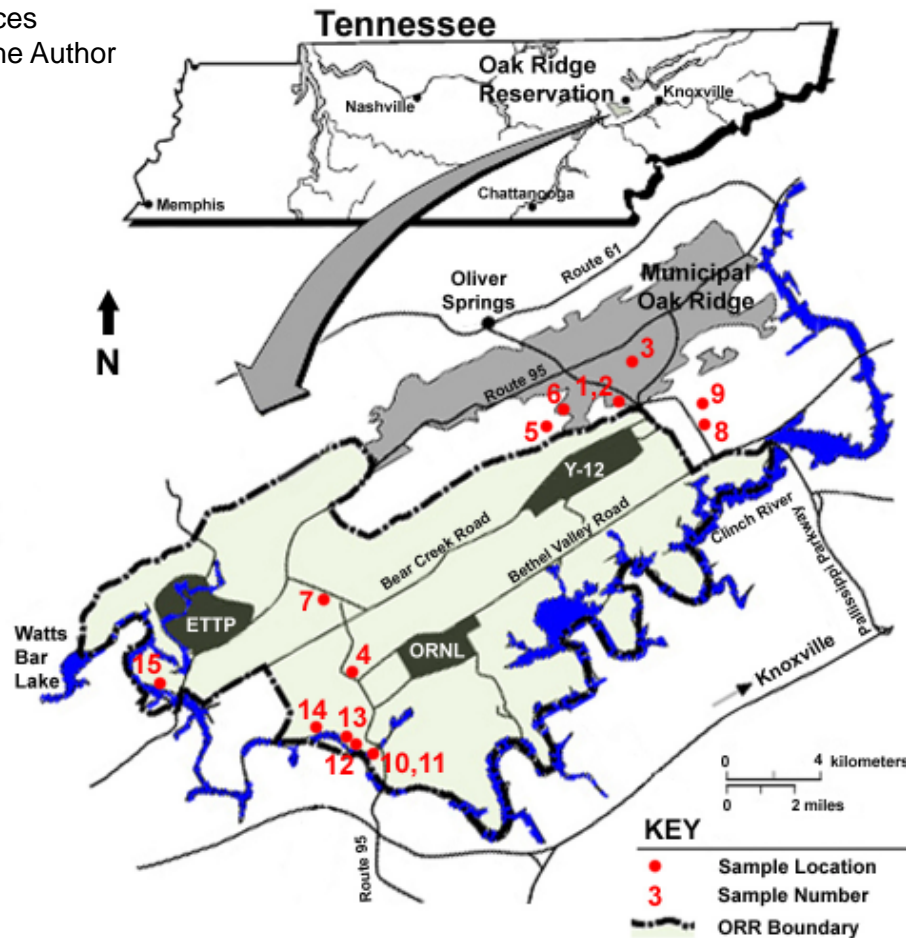 ces
ne Author
Tennessee
Oak Ridge
Reservation
Nashville
Knoxville
Memphis
Chattanooga
N
Oliver
Springs
Route 61
Municipal
Oak Ridge
Route 95
3
1,2
6
5
9
8
Y-12
Bear Creek Road
Bethel Valley Road
Clinch River
Pallissippi Parkway
7
ETTP
Watts
Bar
Lake
15
4
ORNL
Knoxville
14
13
12
10,11
Route 95
0 4 kilometers
0 2 miles
KEY
Sample Location
3 Sample Number
ORR Boundary